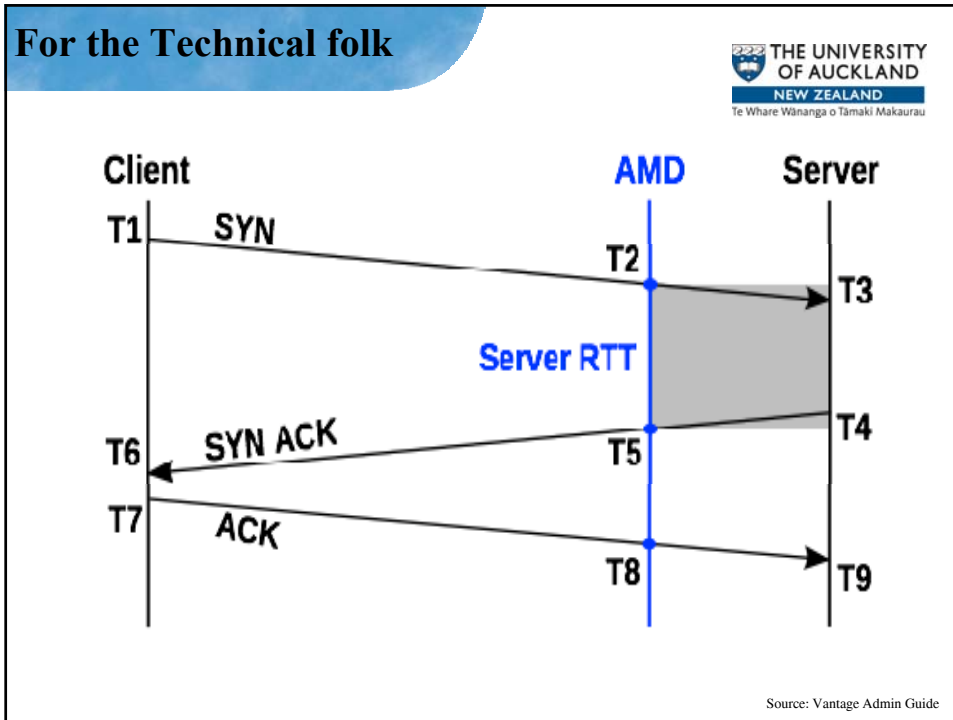 For the Technical folk
THE UNIVERSITY
OF AUCKLAND
NEW ZEALAND
Te Whare Wānanga o Tāmaki Makaurau
Client
AMD
Server
T1
SYN
T2
T3
Server RTT
T4
SYN ACK
T5
T6
T7
ACK
T8
T9
Source: Vantage Admin Guide